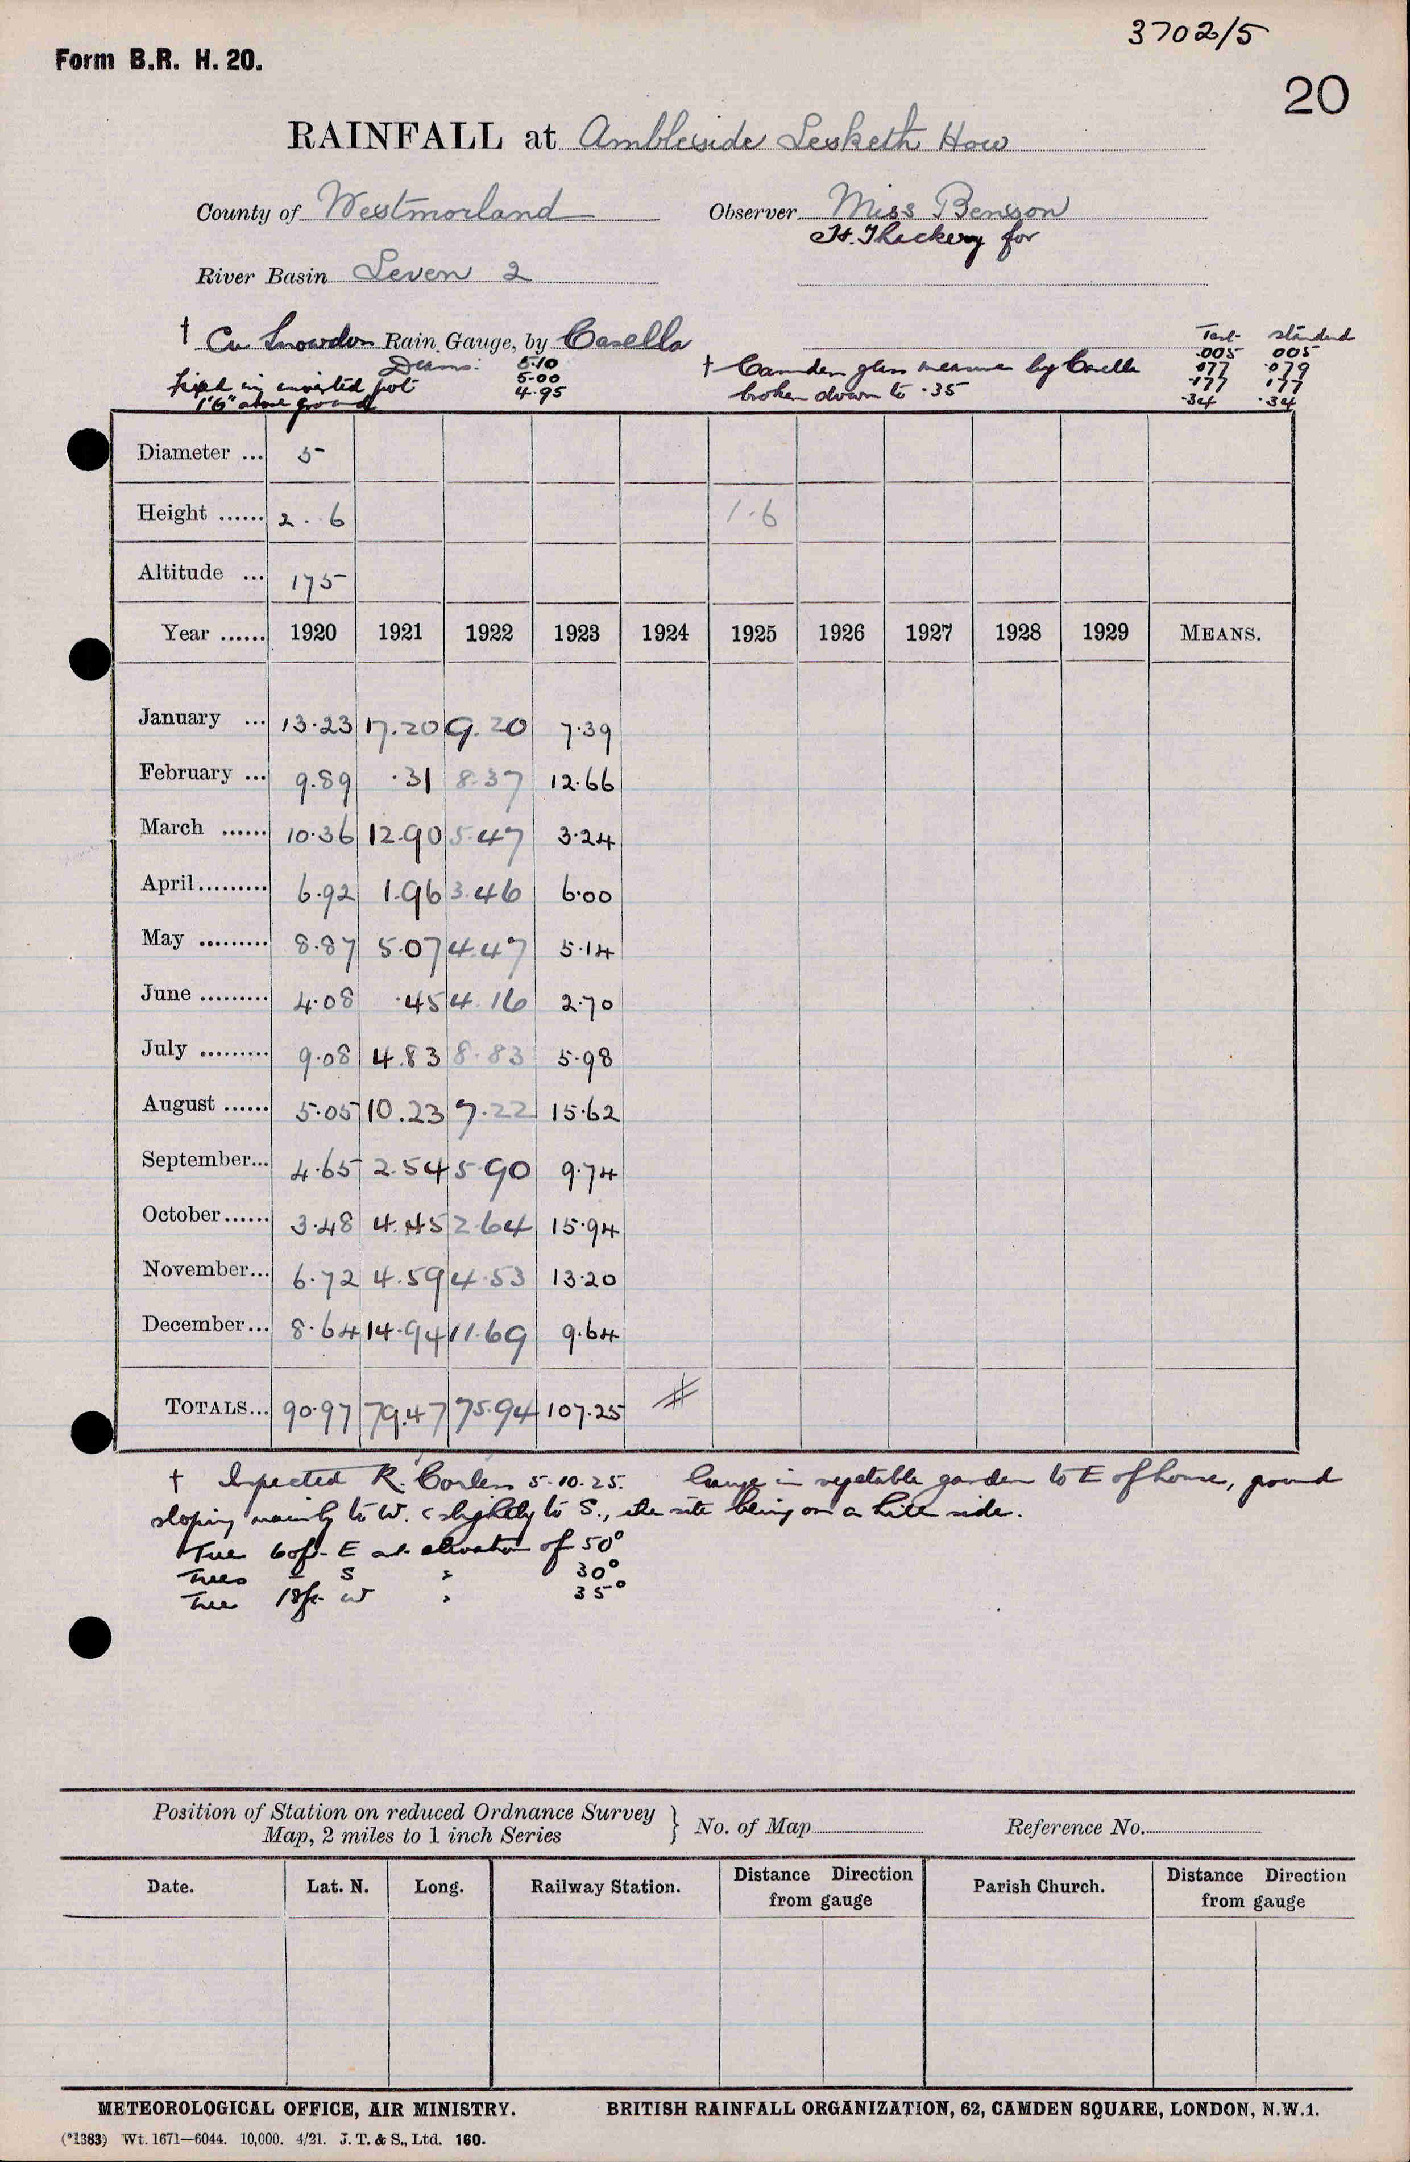 3702/5
Form B.R. H. 20.
20
RAINFALL at Ambleside Lesketh How
County of Westmorland Observer Miss Benson
H. Thackery for
River Basin Leven 2
† Cu Snowdon Rain Gauge, by Casella
Test standard
.005 005
.077 .079
.177 .177
.34 .34
Diams: 5.10
5.00
4.95
fixed in inverted pot
1'6" above ground
† Camden glass measure by Casella
broken down to .35
Diameter ... 5
Height ...... 2. 6 1.6
Altitude ... 175
Year ...... 1920 1921 1922 1923 1924 1925 1926 1927 1928 1929 MEANS.
January ... 13.23 17.20 9.20 7.39
February ... 9.89 .31 8.37 12.66
March ...... 10.36 12.90 5.47 3.24
April......... 6.92 1.96 3.46 6.00
May ......... 8.87 5.07 4.47 5.14
June ......... 4.08 .45 4.16 2.70
July ......... 9.08 4.83 8.83 5.98
August ...... 5.05 10.23 7.22 15.62
September... 4.65 2.54 5.90 9.74
October...... 3.48 4.45 2.64 15.94
November... 6.72 4.59 4.53 13.20
December... 8.64 14.94 11.69 9.64
TOTALS... 90.97 79.47 75.94 107.25 #
† Inspected R. 5.10.25. Gauge in vegetable garden to E of house, ground
sloping mainly to W. & slightly to S., the site being on a hill side.
Tree 60ft E at elevation of 50°
Trees S " 30°
Tree 18ft W " 35°
Position of Station on reduced Ordnance Survey
Map, 2 miles to 1 inch Series } No. of Map Reference No.
Date. Lat. N. Long. Railway Station. Distance Direction from gauge Parish Church. Distance Direction from gauge
METEOROLOGICAL OFFICE, AIR MINISTRY. BRITISH RAINFALL ORGANIZATION, 62, CAMDEN SQUARE, LONDON, N.W.1.
(*1383) Wt. 1671—6044. 10,000. 4/21. J. T. & S., Ltd. 160.